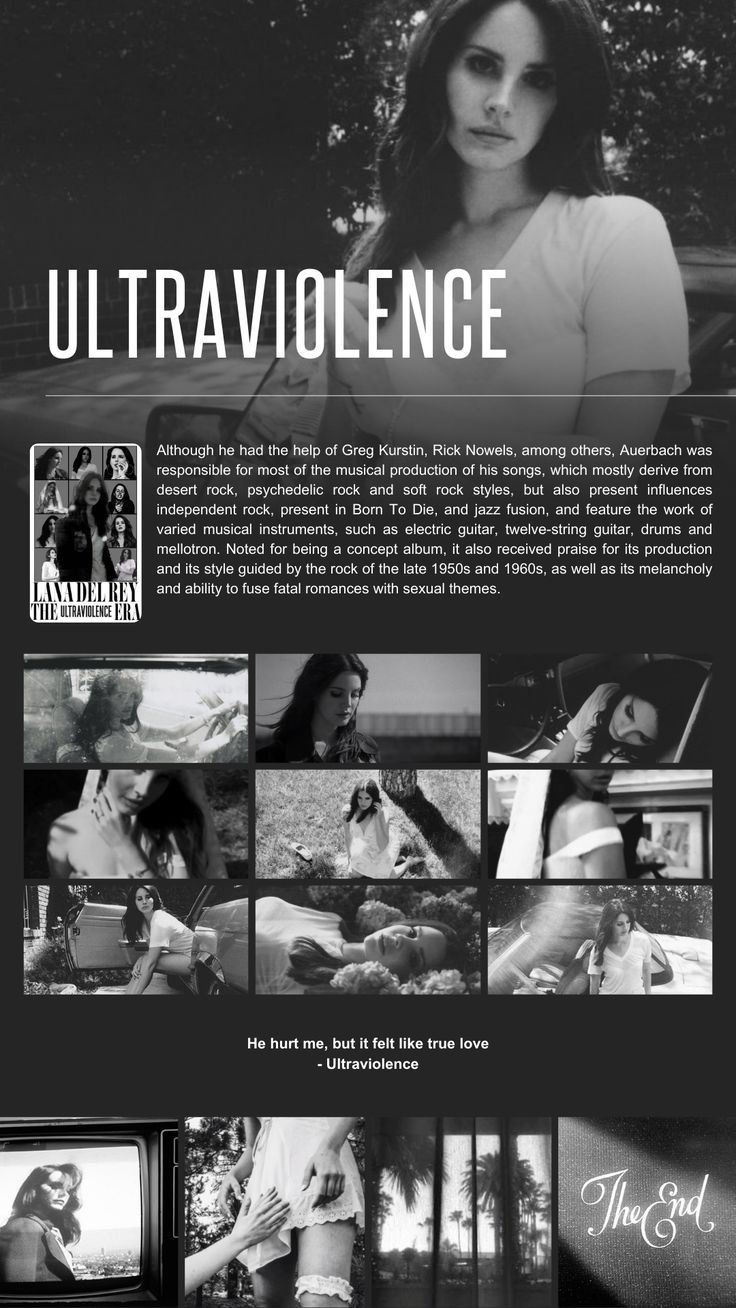 ULTRAVIOLENCE
Although he had the help of Greg Kurstin, Rick Nowels, among others, Auerbach was
responsible for most of the musical production of his songs, which mostly derive from
desert rock, psychedelic rock and soft rock styles, but also present influences
independent rock, present in Born To Die, and jazz fusion, and feature the work of
varied musical instruments, such as electric guitar, twelve-string guitar, drums and
mellotron. Noted for being a concept album, it also received praise for its production
and its style guided by the rock of the late 1950s and 1960s, as well as its melancholy
and ability to fuse fatal romances with sexual themes.
LANA DEL REY
THE ULTRAVIOLENCE ERA
He hurt me, but it felt like true love
- Ultraviolence
The End